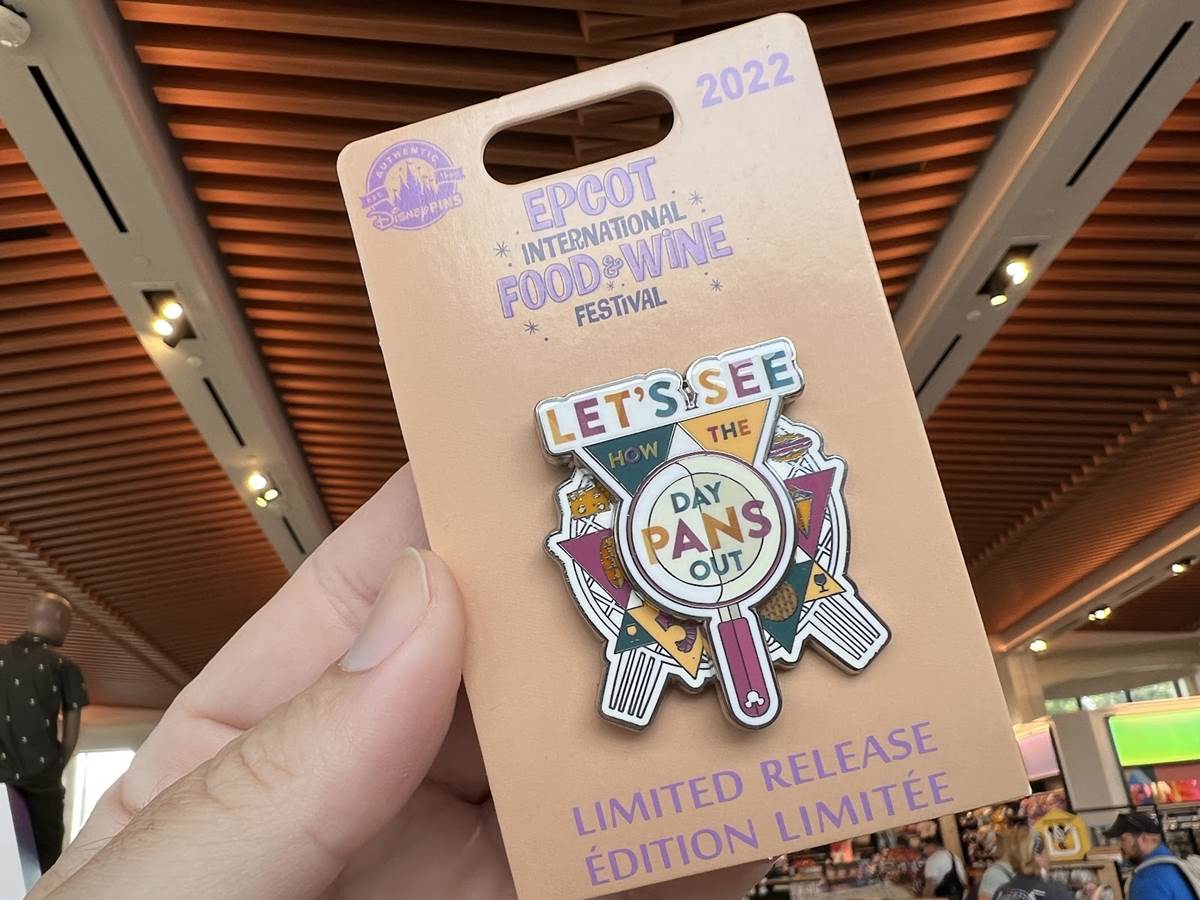 2022
AUTHENTIC
Disney PINS
EPCOT
INTERNATIONAL
FOOD & WiNE
FESTiVAL
LET'S SEE
HOW THE
DAY
PANS
OUT
LIMITED RELEASE
ÉDITION LIMITÉE